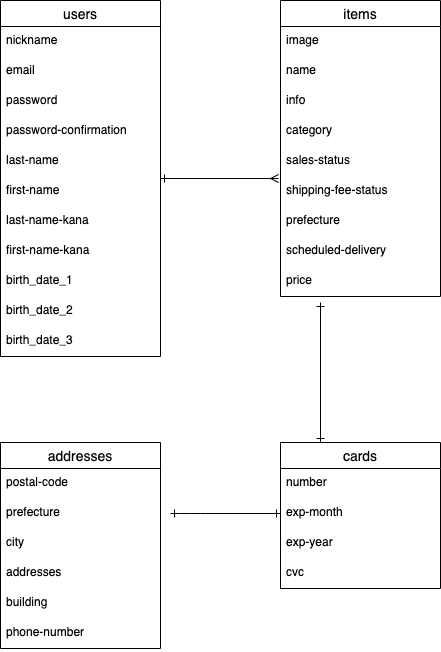 users
nickname
email
password
password-confirmation
last-name
first-name
last-name-kana
first-name-kana
birth_date_1
birth_date_2
birth_date_3
items
image
name
info
category
sales-status
shipping-fee-status
prefecture
scheduled-delivery
price
addresses
postal-code
prefecture
city
addresses
building
phone-number
cards
number
exp-month
exp-year
cvc